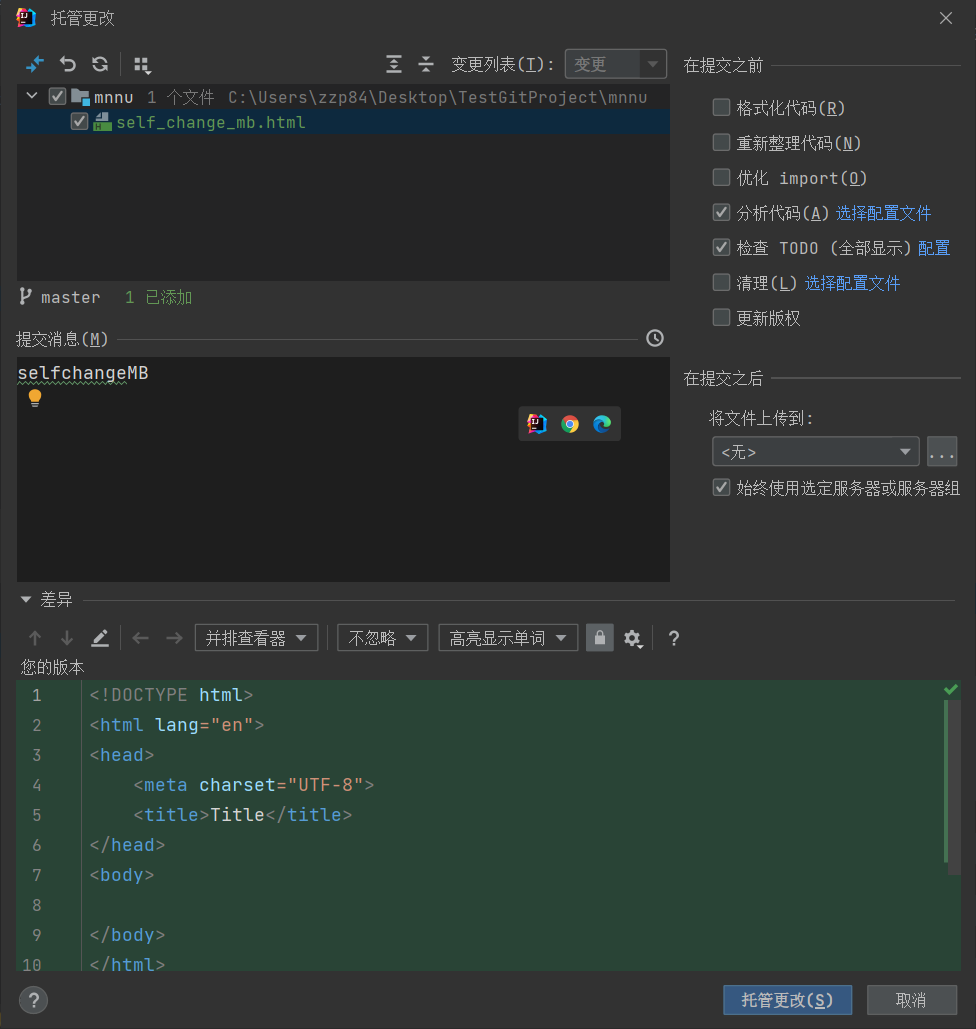 托管更改
变更列表(T): 变更
mnnu 1 个文件 C:\Users\zzp84\Desktop\TestGitProject\mnnu
self_change_mb.html
master 1 已添加
提交消息(M)
selfchangeMB
在提交之前
格式化代码(R)
重新整理代码(N)
优化 import(O)
分析代码(A) 选择配置文件
检查 TODO (全部显示) 配置
清理(L) 选择配置文件
更新版权
在提交之后
将文件上传到:
<无> ...
始终使用选定服务器或服务器组
差异
并排查看器 不忽略 高亮显示单词 ?
您的版本
1 <!DOCTYPE html>
2 <html lang="en">
3 <head>
4 <meta charset="UTF-8">
5 <title>Title</title>
6 </head>
7 <body>
8
9 </body>
10 </html>
? 托管更改(S) 取消